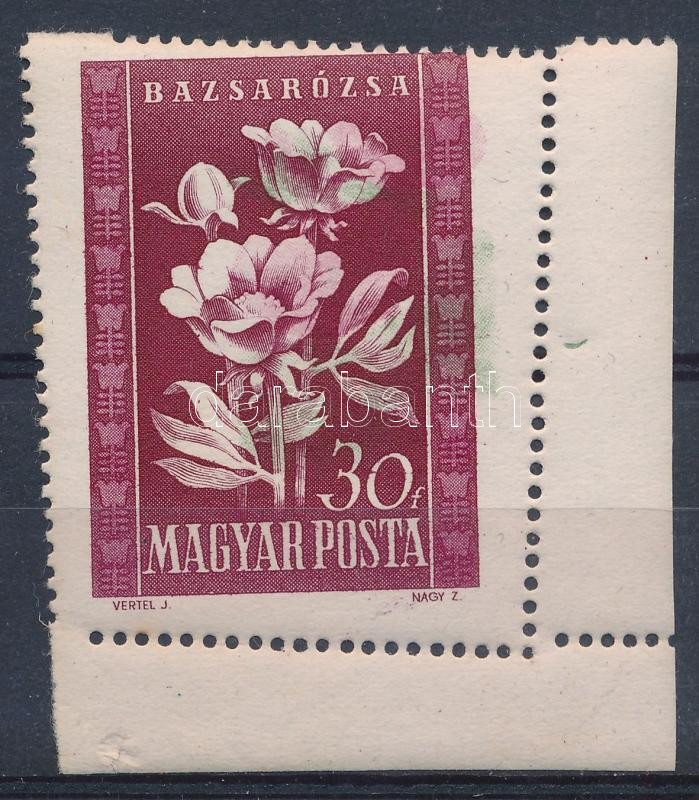 BAZSARÓZSA
darabanth
30f
MAGYAR POSTA
VERTEL J. NAGY Z.